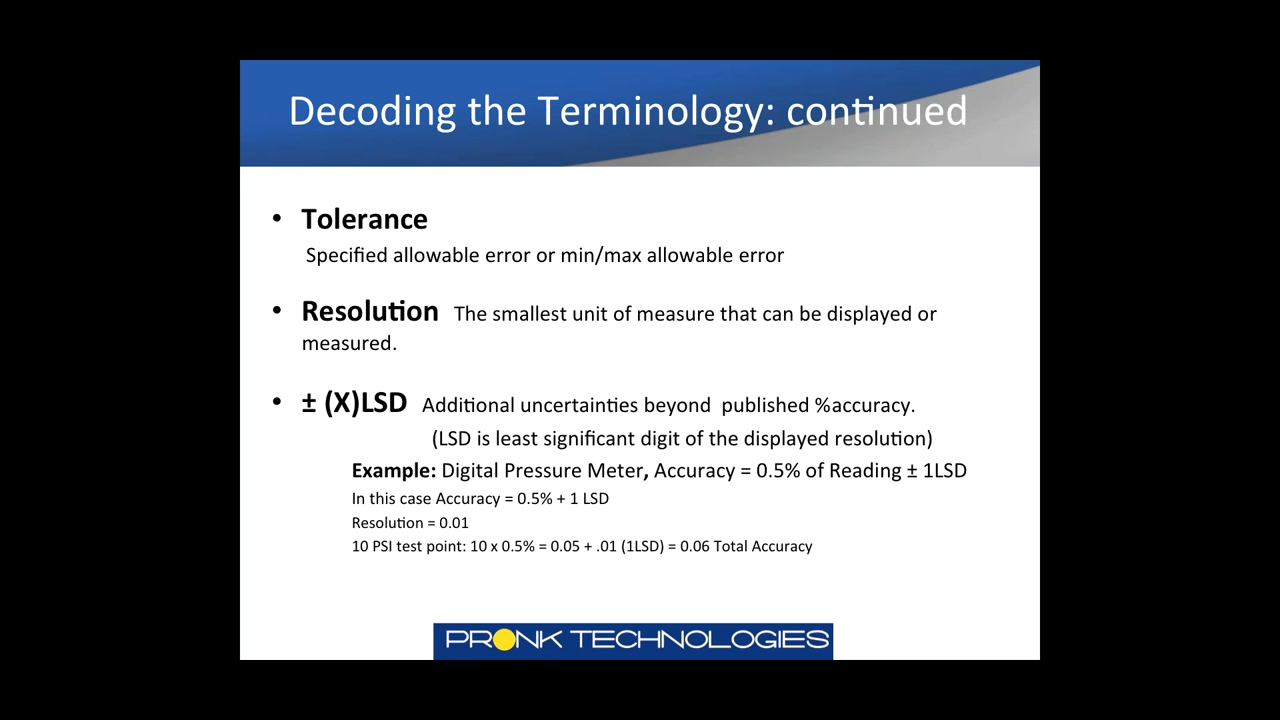 Decoding the Terminology: continued
• Tolerance
Specified allowable error or min/max allowable error
• Resolution The smallest unit of measure that can be displayed or
measured.
• ± (X)LSD Additional uncertainties beyond published %accuracy.
(LSD is least significant digit of the displayed resolution)
Example: Digital Pressure Meter, Accuracy = 0.5% of Reading ± 1LSD
In this case Accuracy = 0.5% + 1 LSD
Resolution = 0.01
10 PSI test point: 10 x 0.5% = 0.05 + .01 (1LSD) = 0.06 Total Accuracy
PRONK TECHNOLOGIES